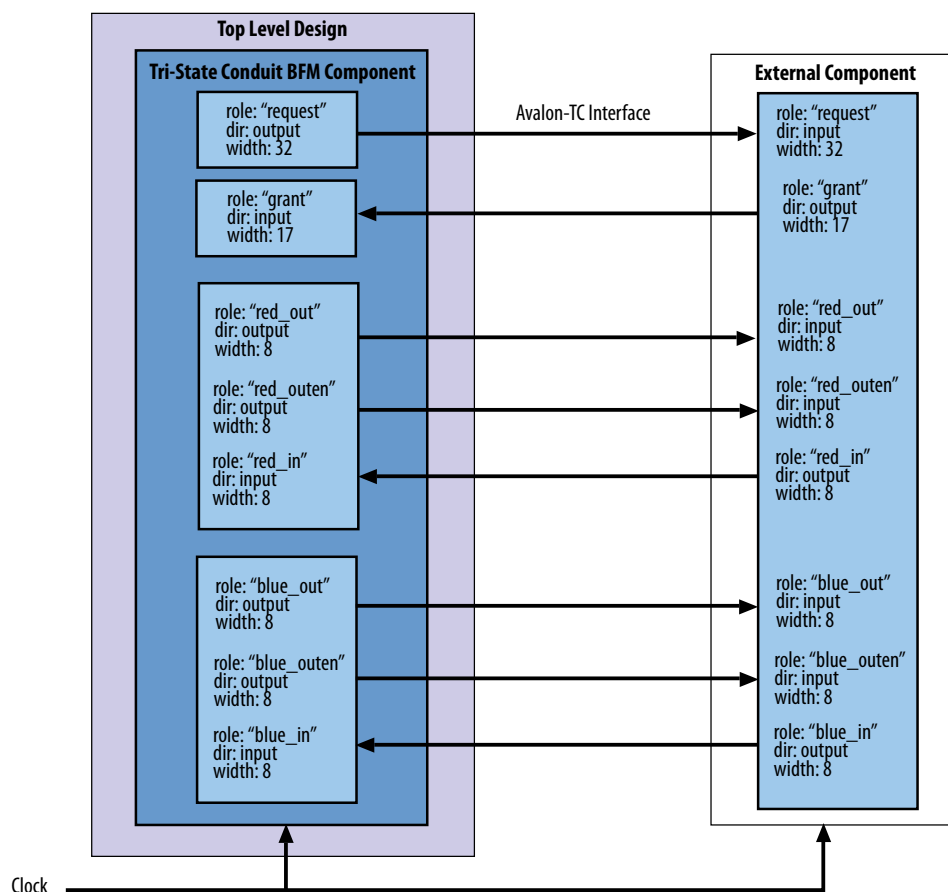 Top Level Design
Tri-State Conduit BFM Component
role: “request”
dir: output
width: 32
role: “grant”
dir: input
width: 17
role: “red_out”
dir: output
width: 8
role: “red_outen”
dir: output
width: 8
role: “red_in”
dir: input
width: 8
role: “blue_out”
dir: output
width: 8
role: “blue_outen”
dir: output
width: 8
role: “blue_in”
dir: input
width: 8
Avalon-TC Interface
External Component
role: “request”
dir: input
width: 32
role: “grant”
dir: output
width: 17
role: “red_out”
dir: input
width: 8
role: “red_outen”
dir: input
width: 8
role: “red_in”
dir: output
width: 8
role: “blue_out”
dir: input
width: 8
role: “blue_outen”
dir: input
width: 8
role: “blue_in”
dir: output
width: 8
Clock